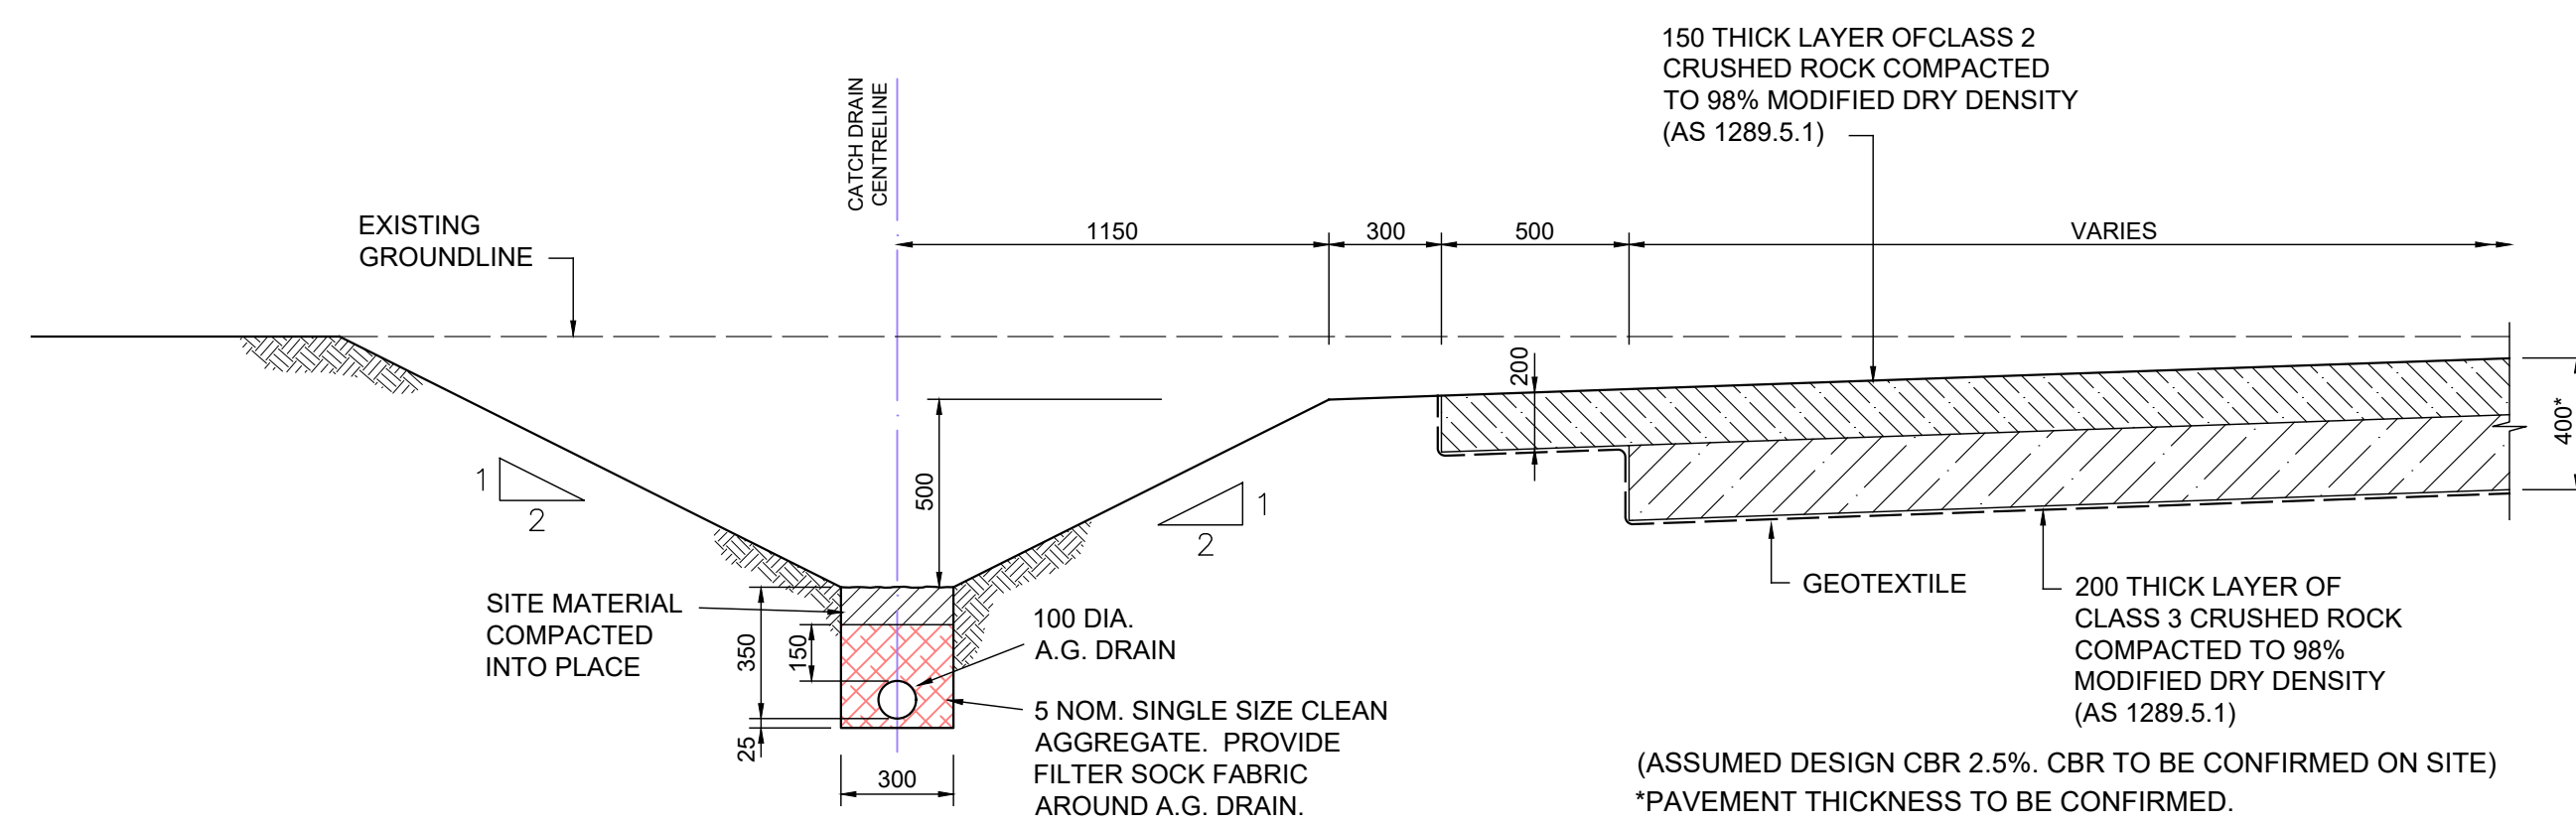 150 THICK LAYER OFCLASS 2
CRUSHED ROCK COMPACTED
TO 98% MODIFIED DRY DENSITY
(AS 1289.5.1)
CATCH DRAIN
CENTRELINE
EXISTING
GROUNDLINE
1150
300
500
VARIES
200
400*
500
1
2
1
2
SITE MATERIAL
COMPACTED
INTO PLACE
350
150
25
300
100 DIA.
A.G. DRAIN
5 NOM. SINGLE SIZE CLEAN
AGGREGATE. PROVIDE
FILTER SOCK FABRIC
AROUND A.G. DRAIN.
GEOTEXTILE
200 THICK LAYER OF
CLASS 3 CRUSHED ROCK
COMPACTED TO 98%
MODIFIED DRY DENSITY
(AS 1289.5.1)
(ASSUMED DESIGN CBR 2.5%. CBR TO BE CONFIRMED ON SITE)
*PAVEMENT THICKNESS TO BE CONFIRMED.